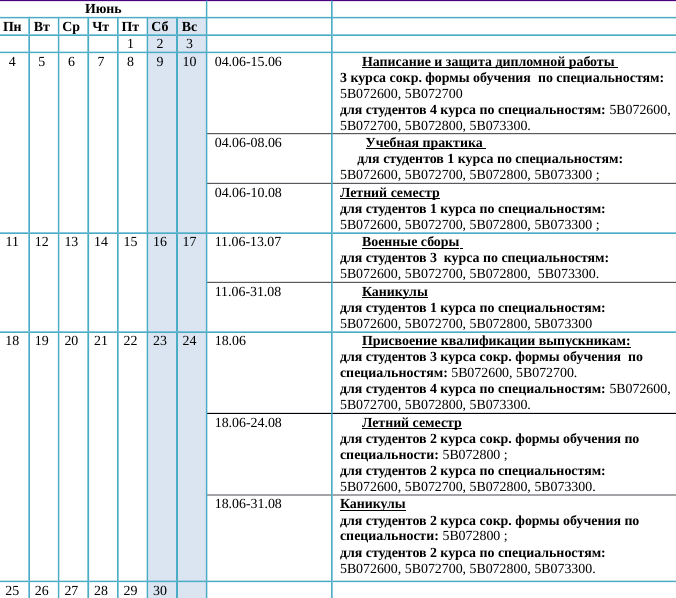 Июнь
Пн Вт Ср Чт Пт Сб Вс
1 2 3
4 5 6 7 8 9 10
04.06-15.06
Написание и защита дипломной работы
3 курса сокр. формы обучения по специальностям:
5В072600, 5В072700
для студентов 4 курса по специальностям: 5В072600,
5В072700, 5В072800, 5В073300.
04.06-08.06
Учебная практика
для студентов 1 курса по специальностям:
5В072600, 5В072700, 5В072800, 5В073300 ;
04.06-10.08
Летний семестр
для студентов 1 курса по специальностям:
5В072600, 5В072700, 5В072800, 5В073300 ;
11 12 13 14 15 16 17
11.06-13.07
Военные сборы
для студентов 3 курса по специальностям:
5В072600, 5В072700, 5В072800, 5В073300.
11.06-31.08
Каникулы
для студентов 1 курса по специальностям:
5В072600, 5В072700, 5В072800, 5В073300
18 19 20 21 22 23 24
18.06
Присвоение квалификации выпускникам:
для студентов 3 курса сокр. формы обучения по
специальностям: 5В072600, 5В072700.
для студентов 4 курса по специальностям: 5В072600,
5В072700, 5В072800, 5В073300.
18.06-24.08
Летний семестр
для студентов 2 курса сокр. формы обучения по
специальности: 5В072800 ;
для студентов 2 курса по специальностям:
5В072600, 5В072700, 5В072800, 5В073300.
18.06-31.08
Каникулы
для студентов 2 курса сокр. формы обучения по
специальности: 5В072800 ;
для студентов 2 курса по специальностям:
5В072600, 5В072700, 5В072800, 5В073300.
25 26 27 28 29 30